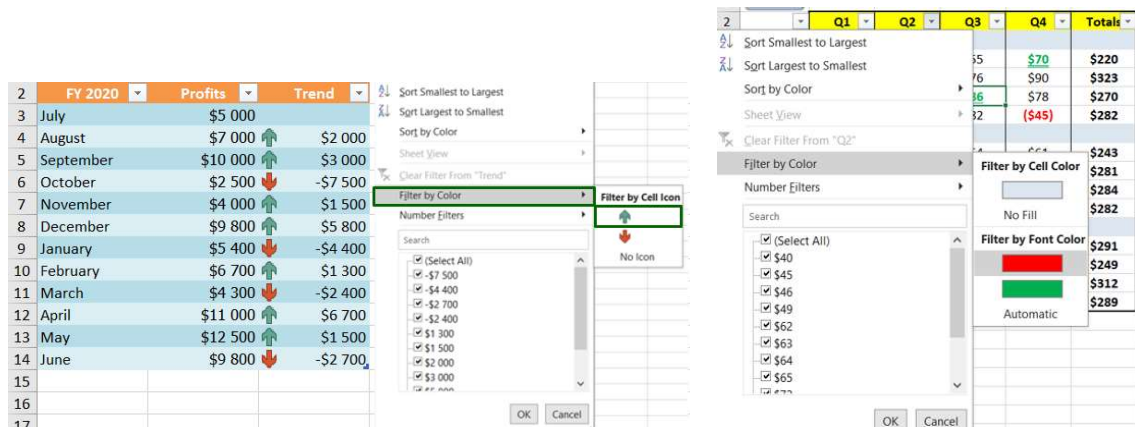 2 FY 2020 Profits Trend
3 July $5 000
4 August $7 000 $2 000
5 September $10 000 $3 000
6 October $2 500 -$7 500
7 November $4 000 $1 500
8 December $9 800 $5 800
9 January $5 400 -$4 400
10 February $6 700 $1 300
11 March $4 300 -$2 400
12 April $11 000 $6 700
13 May $12 500 $1 500
14 June $9 800 -$2 700
15
16
17
Sort Smallest to Largest
Sort Largest to Smallest
Sort by Color
Sheet View
Clear Filter From "Trend"
Filter by Color
Number Filters
Search
(Select All)
-$7 500
-$4 400
-$2 700
-$2 400
$1 300
$1 500
$2 000
$3 000
OK Cancel
Filter by Cell Icon
No Icon
2 Q1 Q2 Q3 Q4 Totals
$70 $220
$90 $323
$78 $270
($45) $282
$243
$281
$284
$282
$291
$249
$312
$289
Sort Smallest to Largest
Sort Largest to Smallest
Sort by Color
Sheet View
Clear Filter From "Q2"
Filter by Color
Number Filters
Search
(Select All)
$40
$45
$46
$49
$62
$63
$64
$65
OK Cancel
Filter by Cell Color
No Fill
Filter by Font Color
Automatic